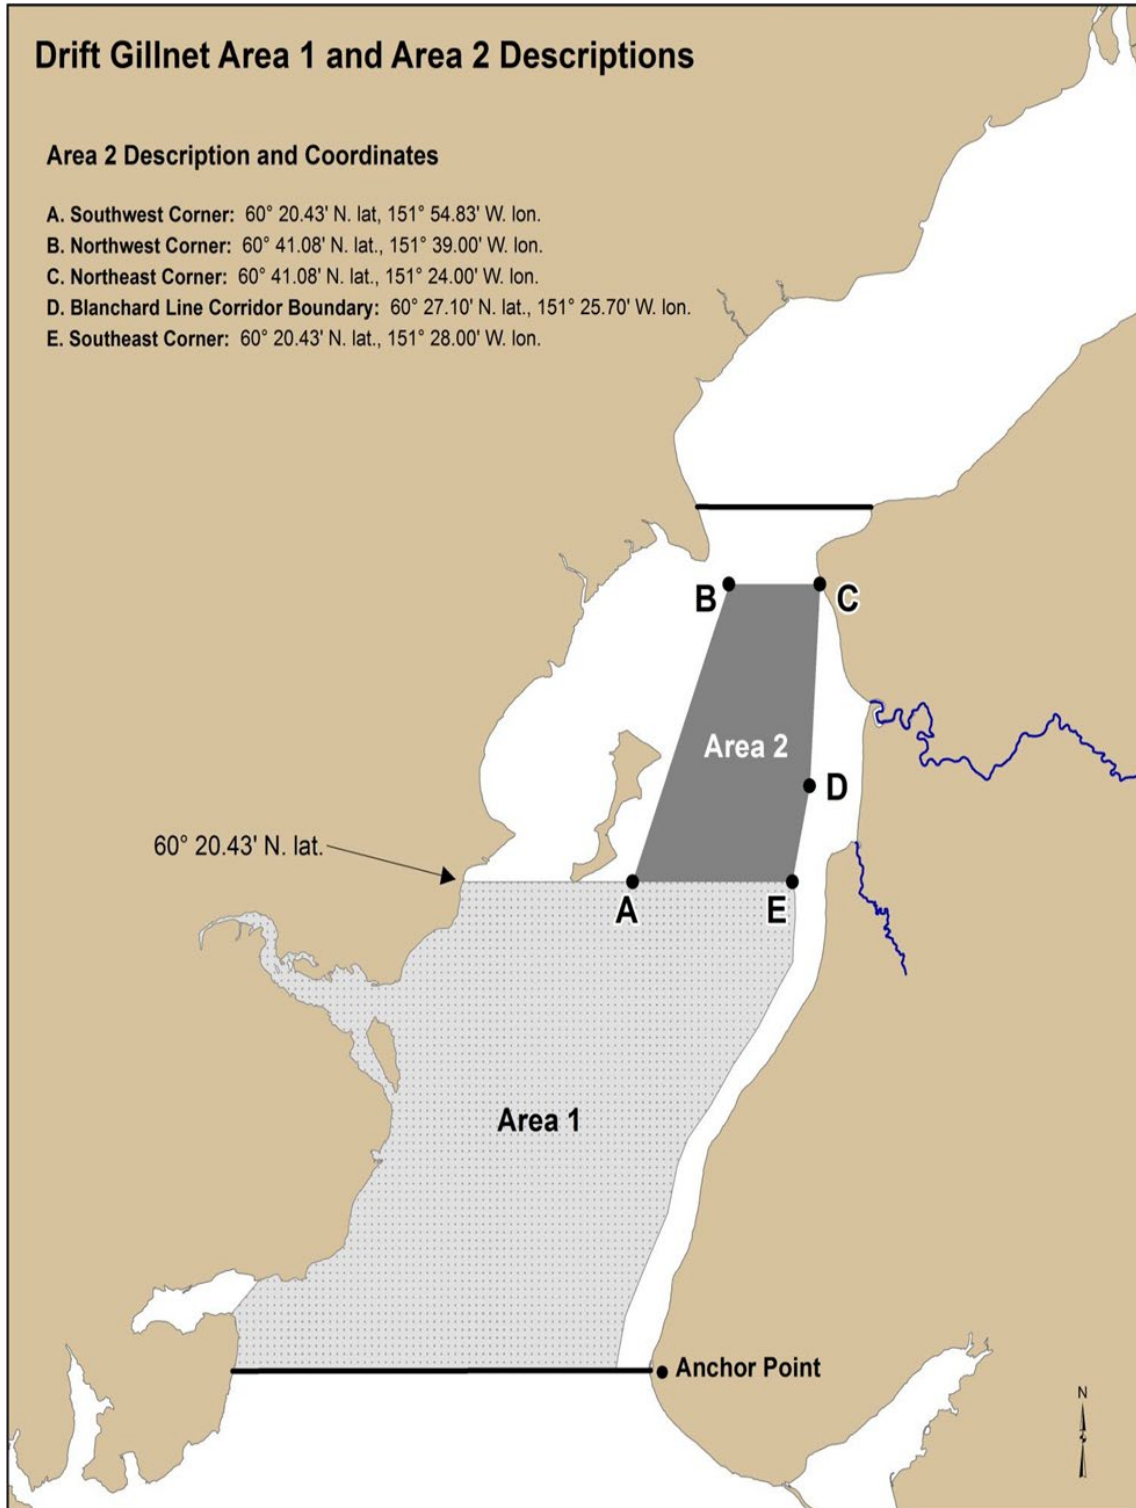 Drift Gillnet Area 1 and Area 2 Descriptions
Area 2 Description and Coordinates
A. Southwest Corner: 60° 20.43' N. lat, 151° 54.83' W. lon.
B. Northwest Corner: 60° 41.08' N. lat., 151° 39.00' W. lon.
C. Northeast Corner: 60° 41.08' N. lat., 151° 24.00' W. lon.
D. Blanchard Line Corridor Boundary: 60° 27.10' N. lat., 151° 25.70' W. lon.
E. Southeast Corner: 60° 20.43' N. lat., 151° 28.00' W. lon.
B
C
Area 2
D
60° 20.43' N. lat.
A
E
Area 1
Anchor Point
N